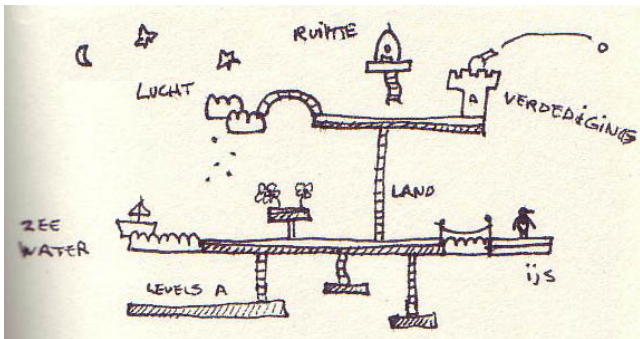 RUIMTE
LUCHT
VERDEDIGING
LAND
ZEE
WATER
ijs
LEVELS A